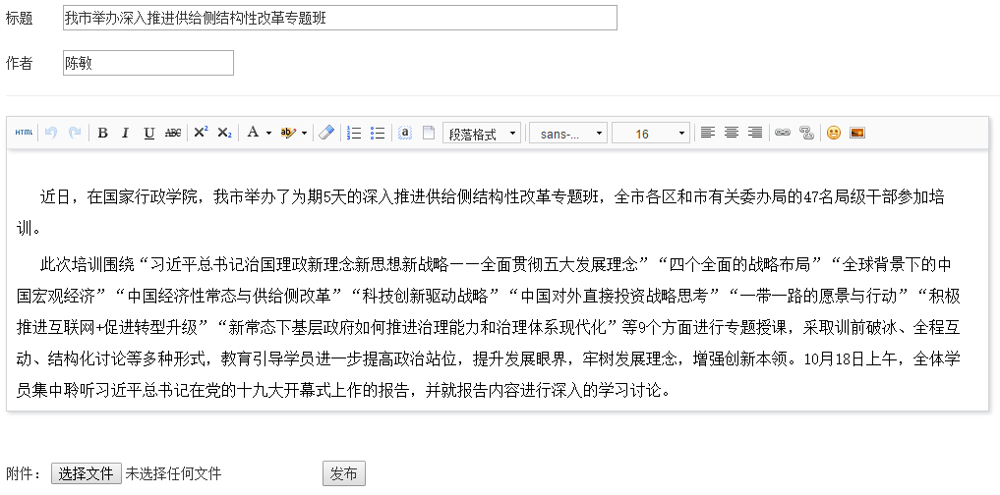 标题 我市举办深入推进供给侧结构性改革专题班
作者 陈敏
HTML B I U ABC X² X₂ A ab a 段落格式 sans-... 16
近日，在国家行政学院，我市举办了为期5天的深入推进供给侧结构性改革专题班，全市各区和市有关委办局的47名局级干部参加培
训。
此次培训围绕“习近平总书记治国理政新理念新思想新战略——全面贯彻五大发展理念”“四个全面的战略布局”“全球背景下的中
国宏观经济”“中国经济性常态与供给侧改革”“科技创新驱动战略”“中国对外直接投资战略思考”“一带一路的愿景与行动”“积极
推进互联网+促进转型升级”“新常态下基层政府如何推进治理能力和治理体系现代化”等9个方面进行专题授课，采取训前破冰、全程互
动、结构化讨论等多种形式，教育引导学员进一步提高政治站位，提升发展眼界，牢树发展理念，增强创新本领。10月18日上午，全体学
员集中聆听习近平总书记在党的十九大开幕式上作的报告，并就报告内容进行深入的学习讨论。
附件： 选择文件 未选择任何文件 发布